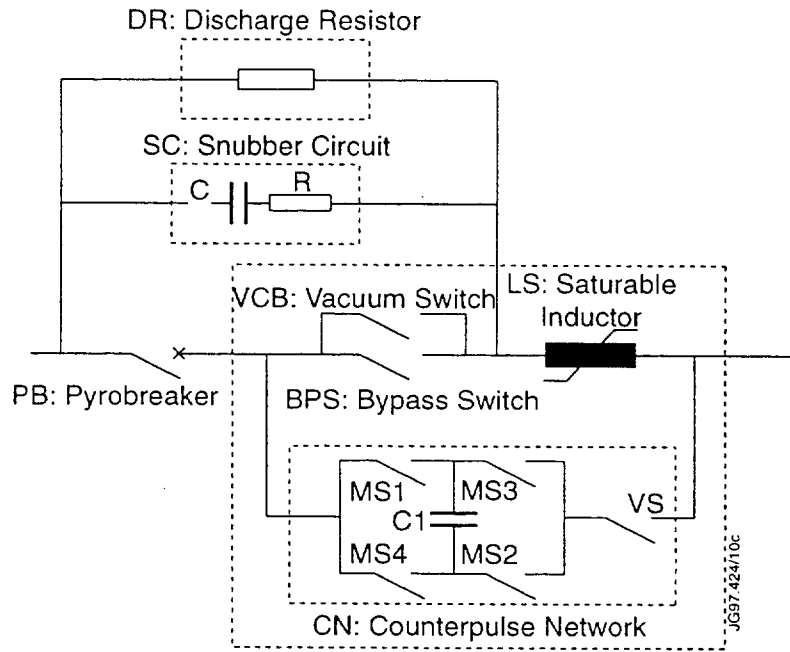 DR: Discharge Resistor
SC: Snubber Circuit
C
R
VCB: Vacuum Switch
LS: Saturable
Inductor
PB: Pyrobreaker
BPS: Bypass Switch
MS1
MS3
VS
C1
MS4
MS2
CN: Counterpulse Network
JG97.424/10c